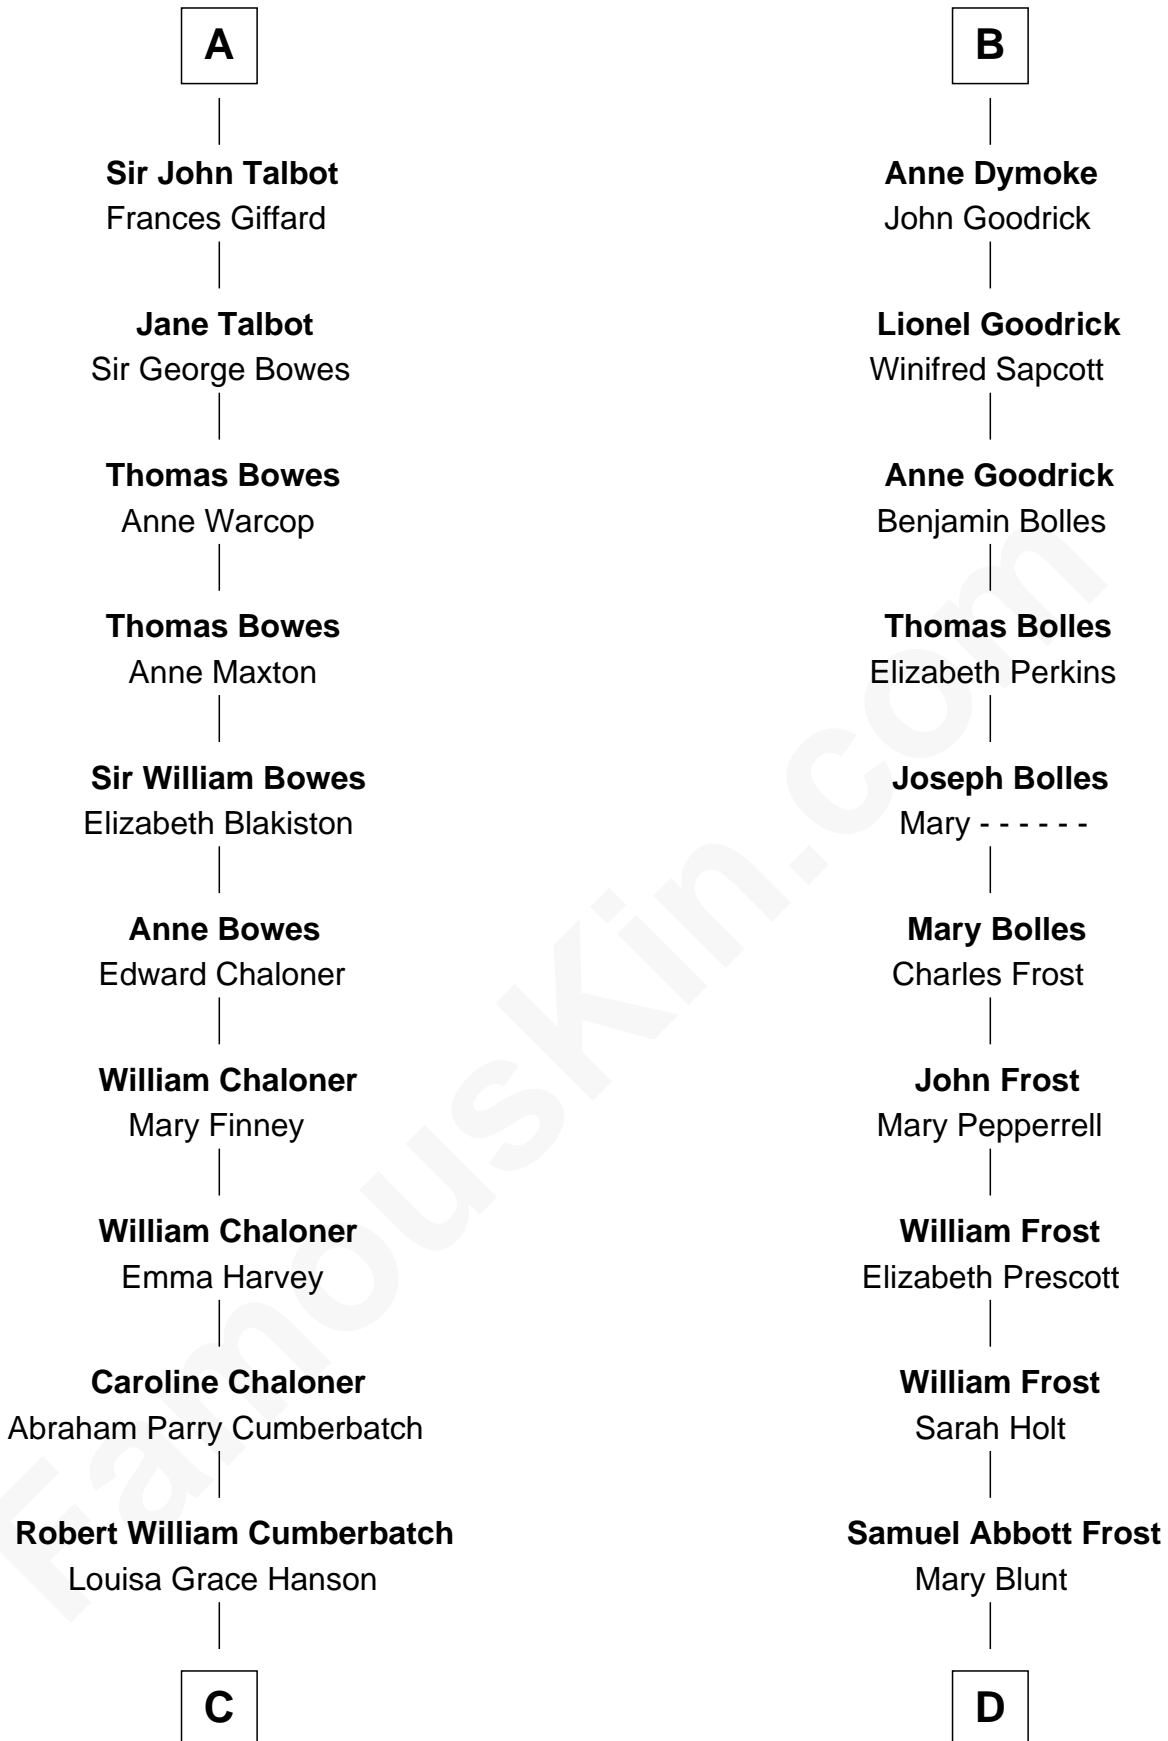 A
Sir John Talbot
Frances Giffard
Jane Talbot
Sir George Bowes
Thomas Bowes
Anne Warcop
Thomas Bowes
Anne Maxton
Sir William Bowes
Elizabeth Blakiston
Anne Bowes
Edward Chaloner
William Chaloner
Mary Finney
William Chaloner
Emma Harvey
Caroline Chaloner
Abraham Parry Cumberbatch
Robert William Cumberbatch
Louisa Grace Hanson
C
B
Anne Dymoke
John Goodrick
Lionel Goodrick
Winifred Sapcott
Anne Goodrick
Benjamin Bolles
Thomas Bolles
Elizabeth Perkins
Joseph Bolles
Mary - - - - - -
Mary Bolles
Charles Frost
John Frost
Mary Pepperrell
William Frost
Elizabeth Prescott
William Frost
Sarah Holt
Samuel Abbott Frost
Mary Blunt
D
FamousKin.com